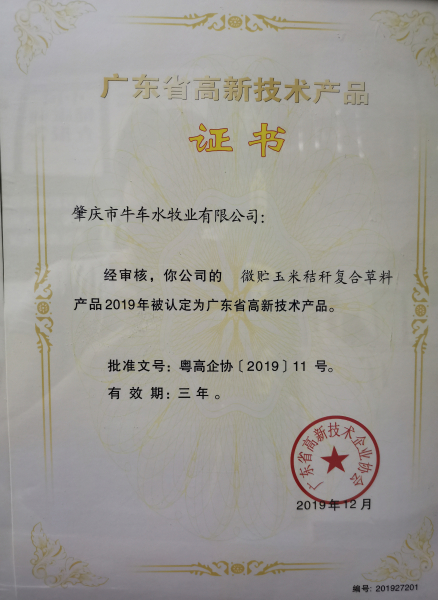 广东省高新技术产品
证书
肇庆市牛车水牧业有限公司：
经审核，你公司的 微贮玉米秸秆复合草料
产品2019年被认定为广东省高新技术产品。
批准文号：粤高企协〔2019〕11 号。
有 效 期：三 年 。
广东省高新技术企业协会
2019年12月
编号：201927201